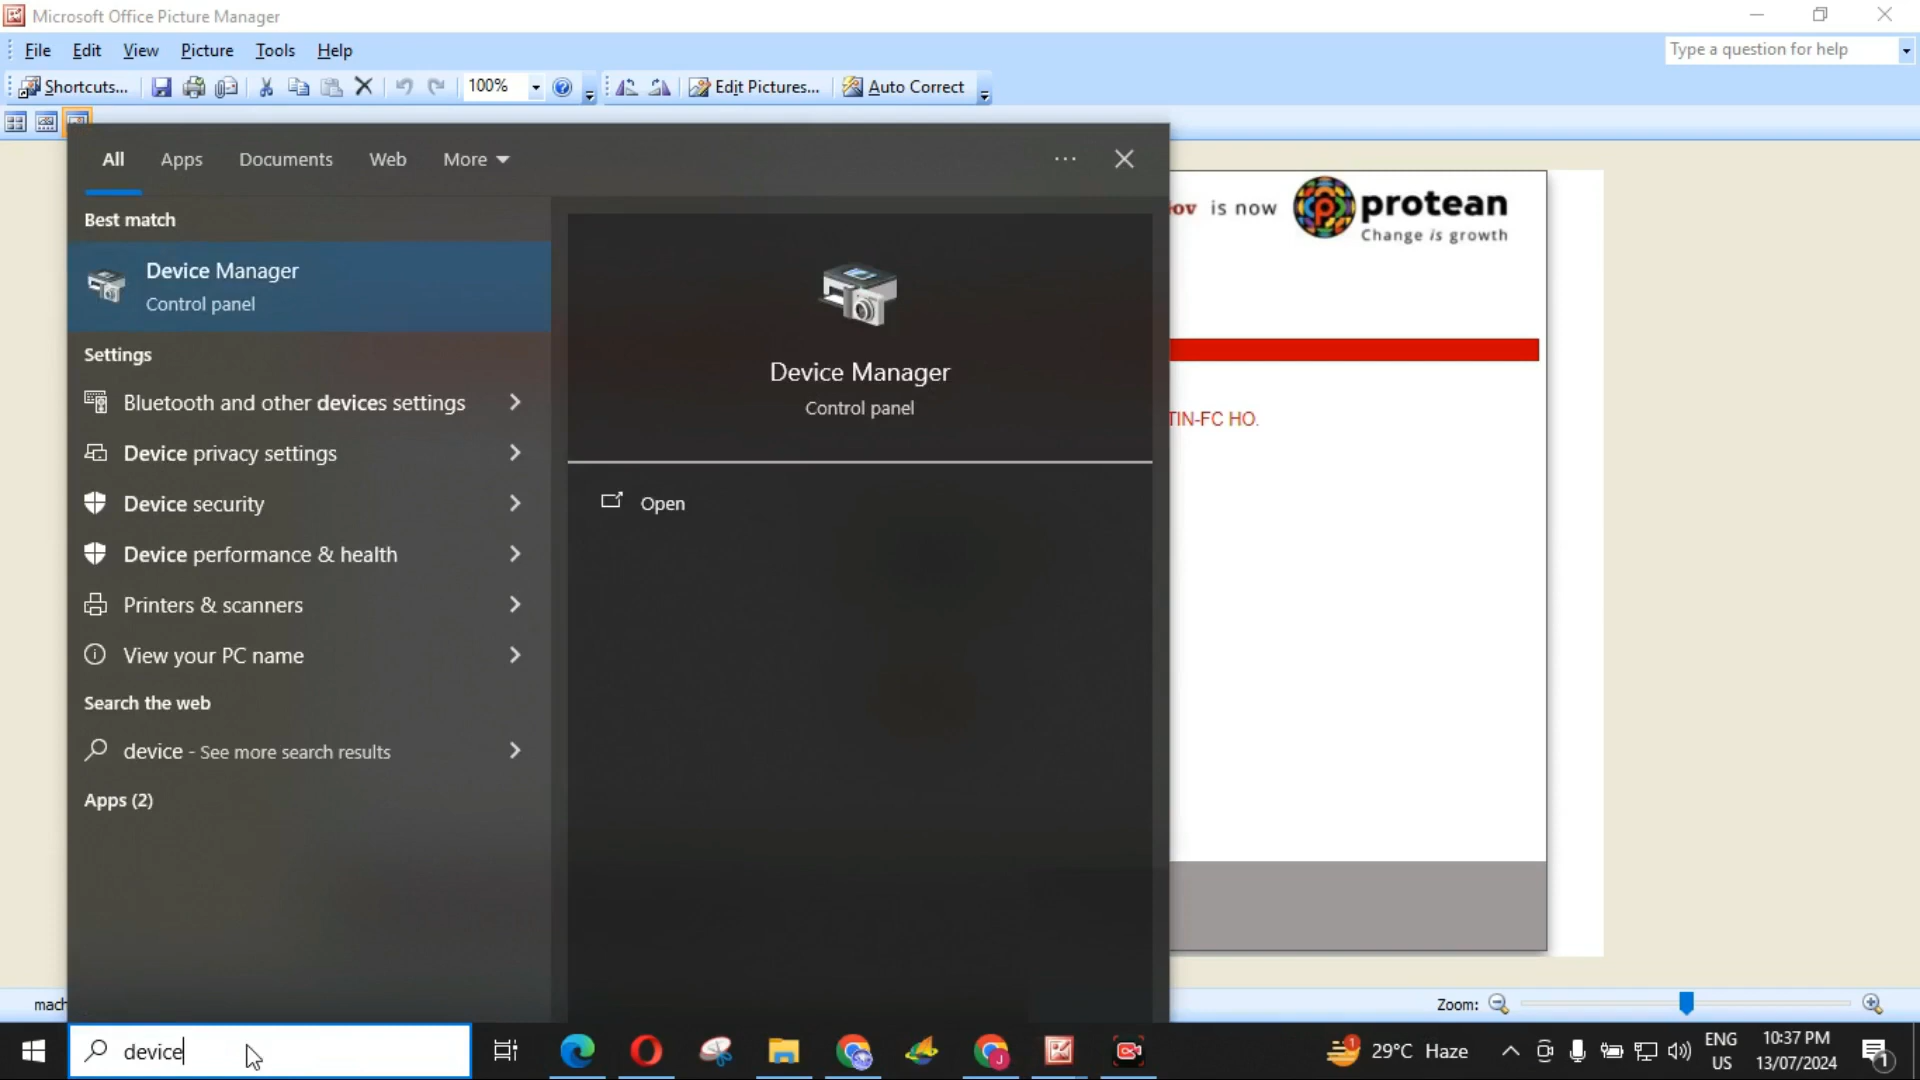 Microsoft Office Picture Manager
File Edit View Picture Tools Help
Type a question for help
Shortcuts... 100% Edit Pictures... Auto Correct
All Apps Documents Web More
Best match
Device Manager
Control panel
Settings
Bluetooth and other devices settings
Device privacy settings
Device security
Device performance & health
Printers & scanners
View your PC name
Search the web
device - See more search results
Apps (2)
Device Manager
Control panel
Open
ov is now protean
Change is growth
TIN-FC HO.
mach
Zoom:
device
29°C Haze
ENG
US
10:37 PM
13/07/2024
1
1